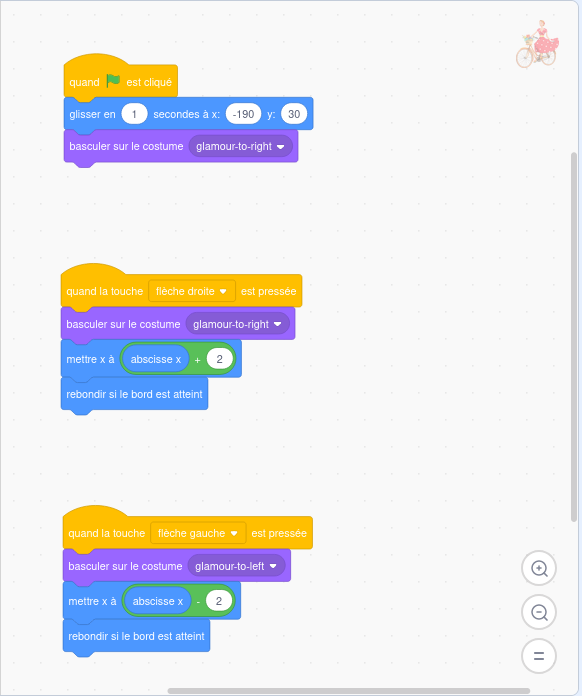 quand est cliqué
glisser en 1 secondes à x: -190 y: 30
basculer sur le costume glamour-to-right
quand la touche flèche droite est pressée
basculer sur le costume glamour-to-right
mettre x à abscisse x + 2
rebondir si le bord est atteint
quand la touche flèche gauche est pressée
basculer sur le costume glamour-to-left
mettre x à abscisse x - 2
rebondir si le bord est atteint